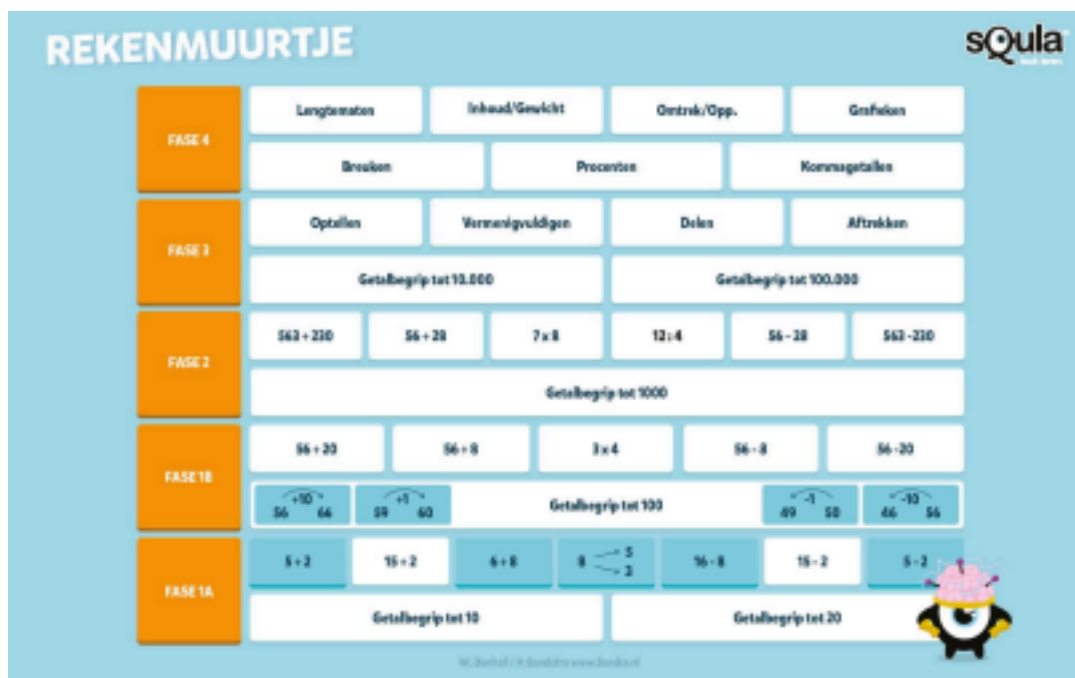 REKENMUURTJE
sQula
FASE 4
Lengtematen
Inhoud/Gewicht
Omtrek/Opp.
Grafieken
Breuken
Procenten
Kommagetallen
FASE 3
Optellen
Vermenigvuldigen
Delen
Aftrekken
Getalbegrip tot 10.000
Getalbegrip tot 100.000
FASE 2
563 + 230
56 + 28
7 x 8
12 : 4
56 - 28
563 - 230
Getalbegrip tot 1000
FASE 1B
56 + 20
56 + 8
3 x 4
56 - 8
56 - 20
+10
56 66
+1
59 60
Getalbegrip tot 100
-1
49 50
-10
46 56
FASE 1A
5 + 2
15 + 2
6 + 8
8 5
3
16 - 8
15 - 2
5 - 2
Getalbegrip tot 10
Getalbegrip tot 20